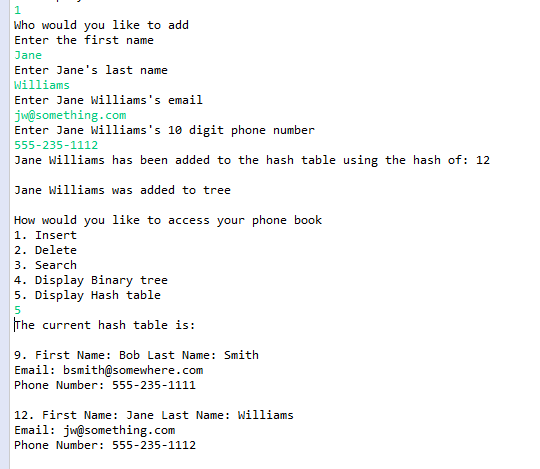 1
Who would you like to add
Enter the first name
Jane
Enter Jane's last name
Williams
Enter Jane Williams's email
jw@something.com
Enter Jane Williams's 10 digit phone number
555-235-1112
Jane Williams has been added to the hash table using the hash of: 12
Jane Williams was added to tree
How would you like to access your phone book
1. Insert
2. Delete
3. Search
4. Display Binary tree
5. Display Hash table
5
The current hash table is:
9. First Name: Bob Last Name: Smith
Email: bsmith@somewhere.com
Phone Number: 555-235-1111
12. First Name: Jane Last Name: Williams
Email: jw@something.com
Phone Number: 555-235-1112